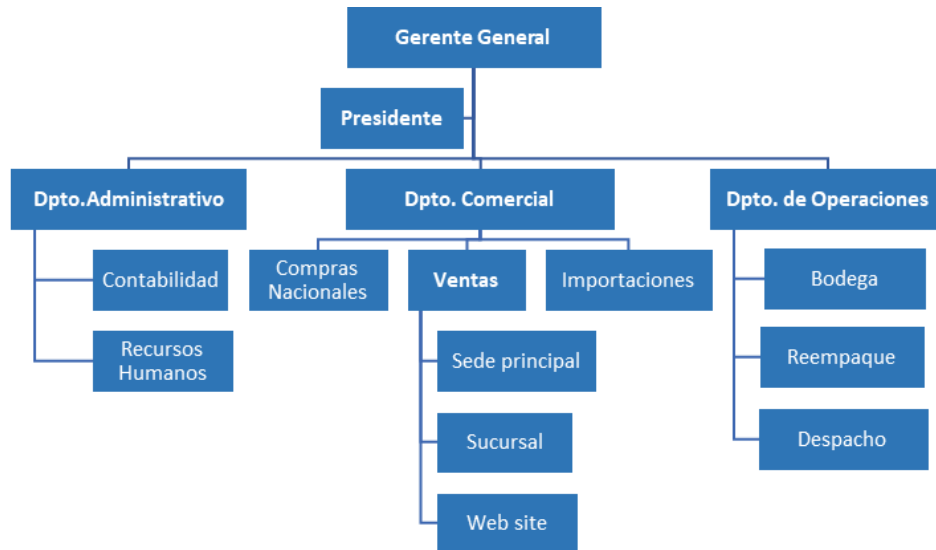 Gerente General
Presidente
Dpto.Administrativo
Dpto. Comercial
Dpto. de Operaciones
Contabilidad
Recursos
Humanos
Compras
Nacionales
Ventas
Importaciones
Sede principal
Sucursal
Web site
Bodega
Reempaque
Despacho